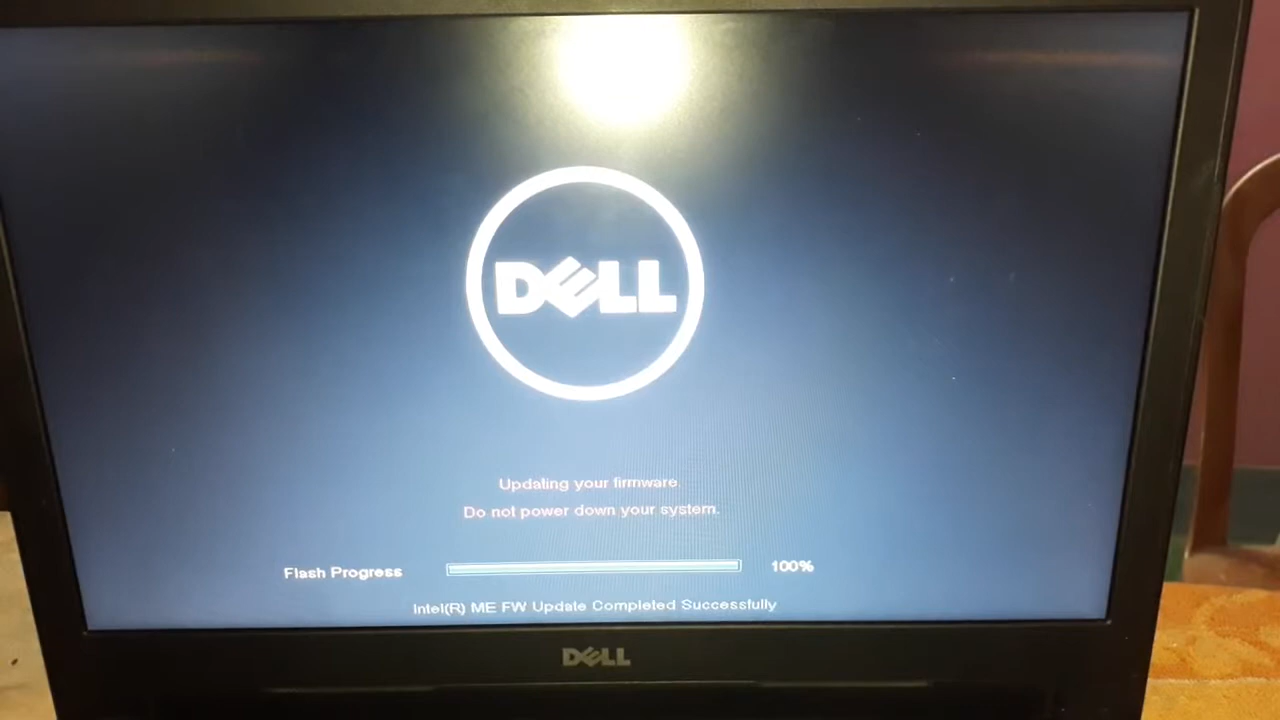 DELL
Updating your firmware.
Do not power down your system.
Flash Progress 100%
Intel(R) ME FW Update Completed Successfully
DELL